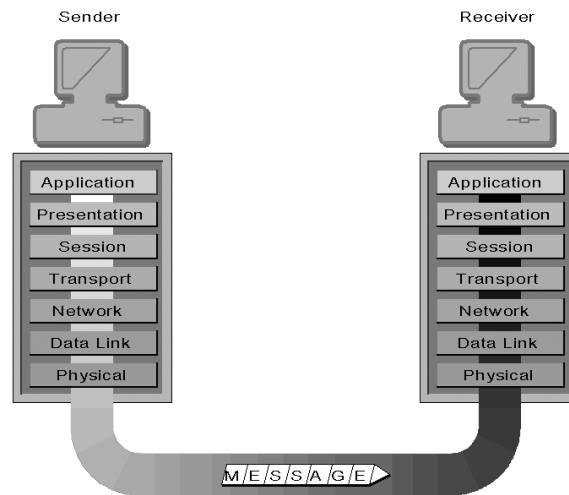 Sender
Receiver
Application
Presentation
Session
Transport
Network
Data Link
Physical
Application
Presentation
Session
Transport
Network
Data Link
Physical
MESSAGE